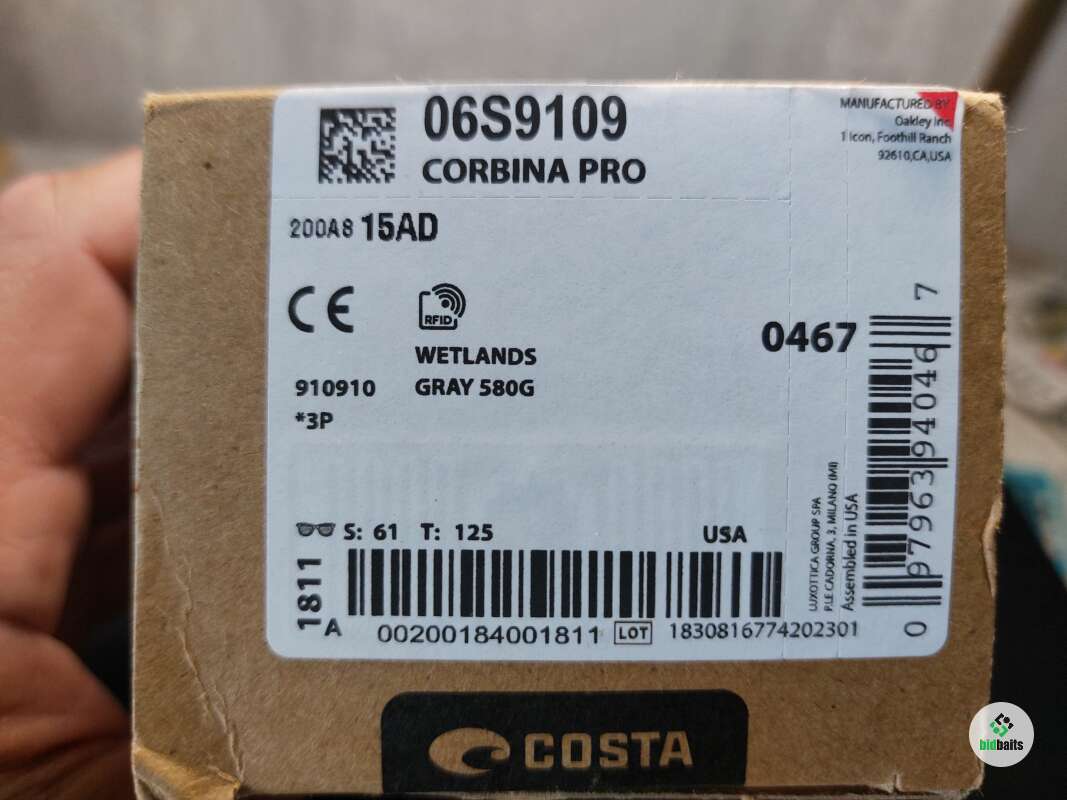 06S9109
CORBINA PRO
MANUFACTURED BY
Oakley Inc
1 Icon, Foothill Ranch
92610,CA,USA
200A8 15AD
CE
RFID
WETLANDS
910910 GRAY 580G
*3P
0467
S: 61 T: 125
USA
1811
A
00200184001811 LOT 1830816774202301
LUXOTTICA GROUP SPA
P.LE CADORNA, 3, MILANO (MI)
Assembled in USA
0 97963 94046 7
COSTA
bidbaits